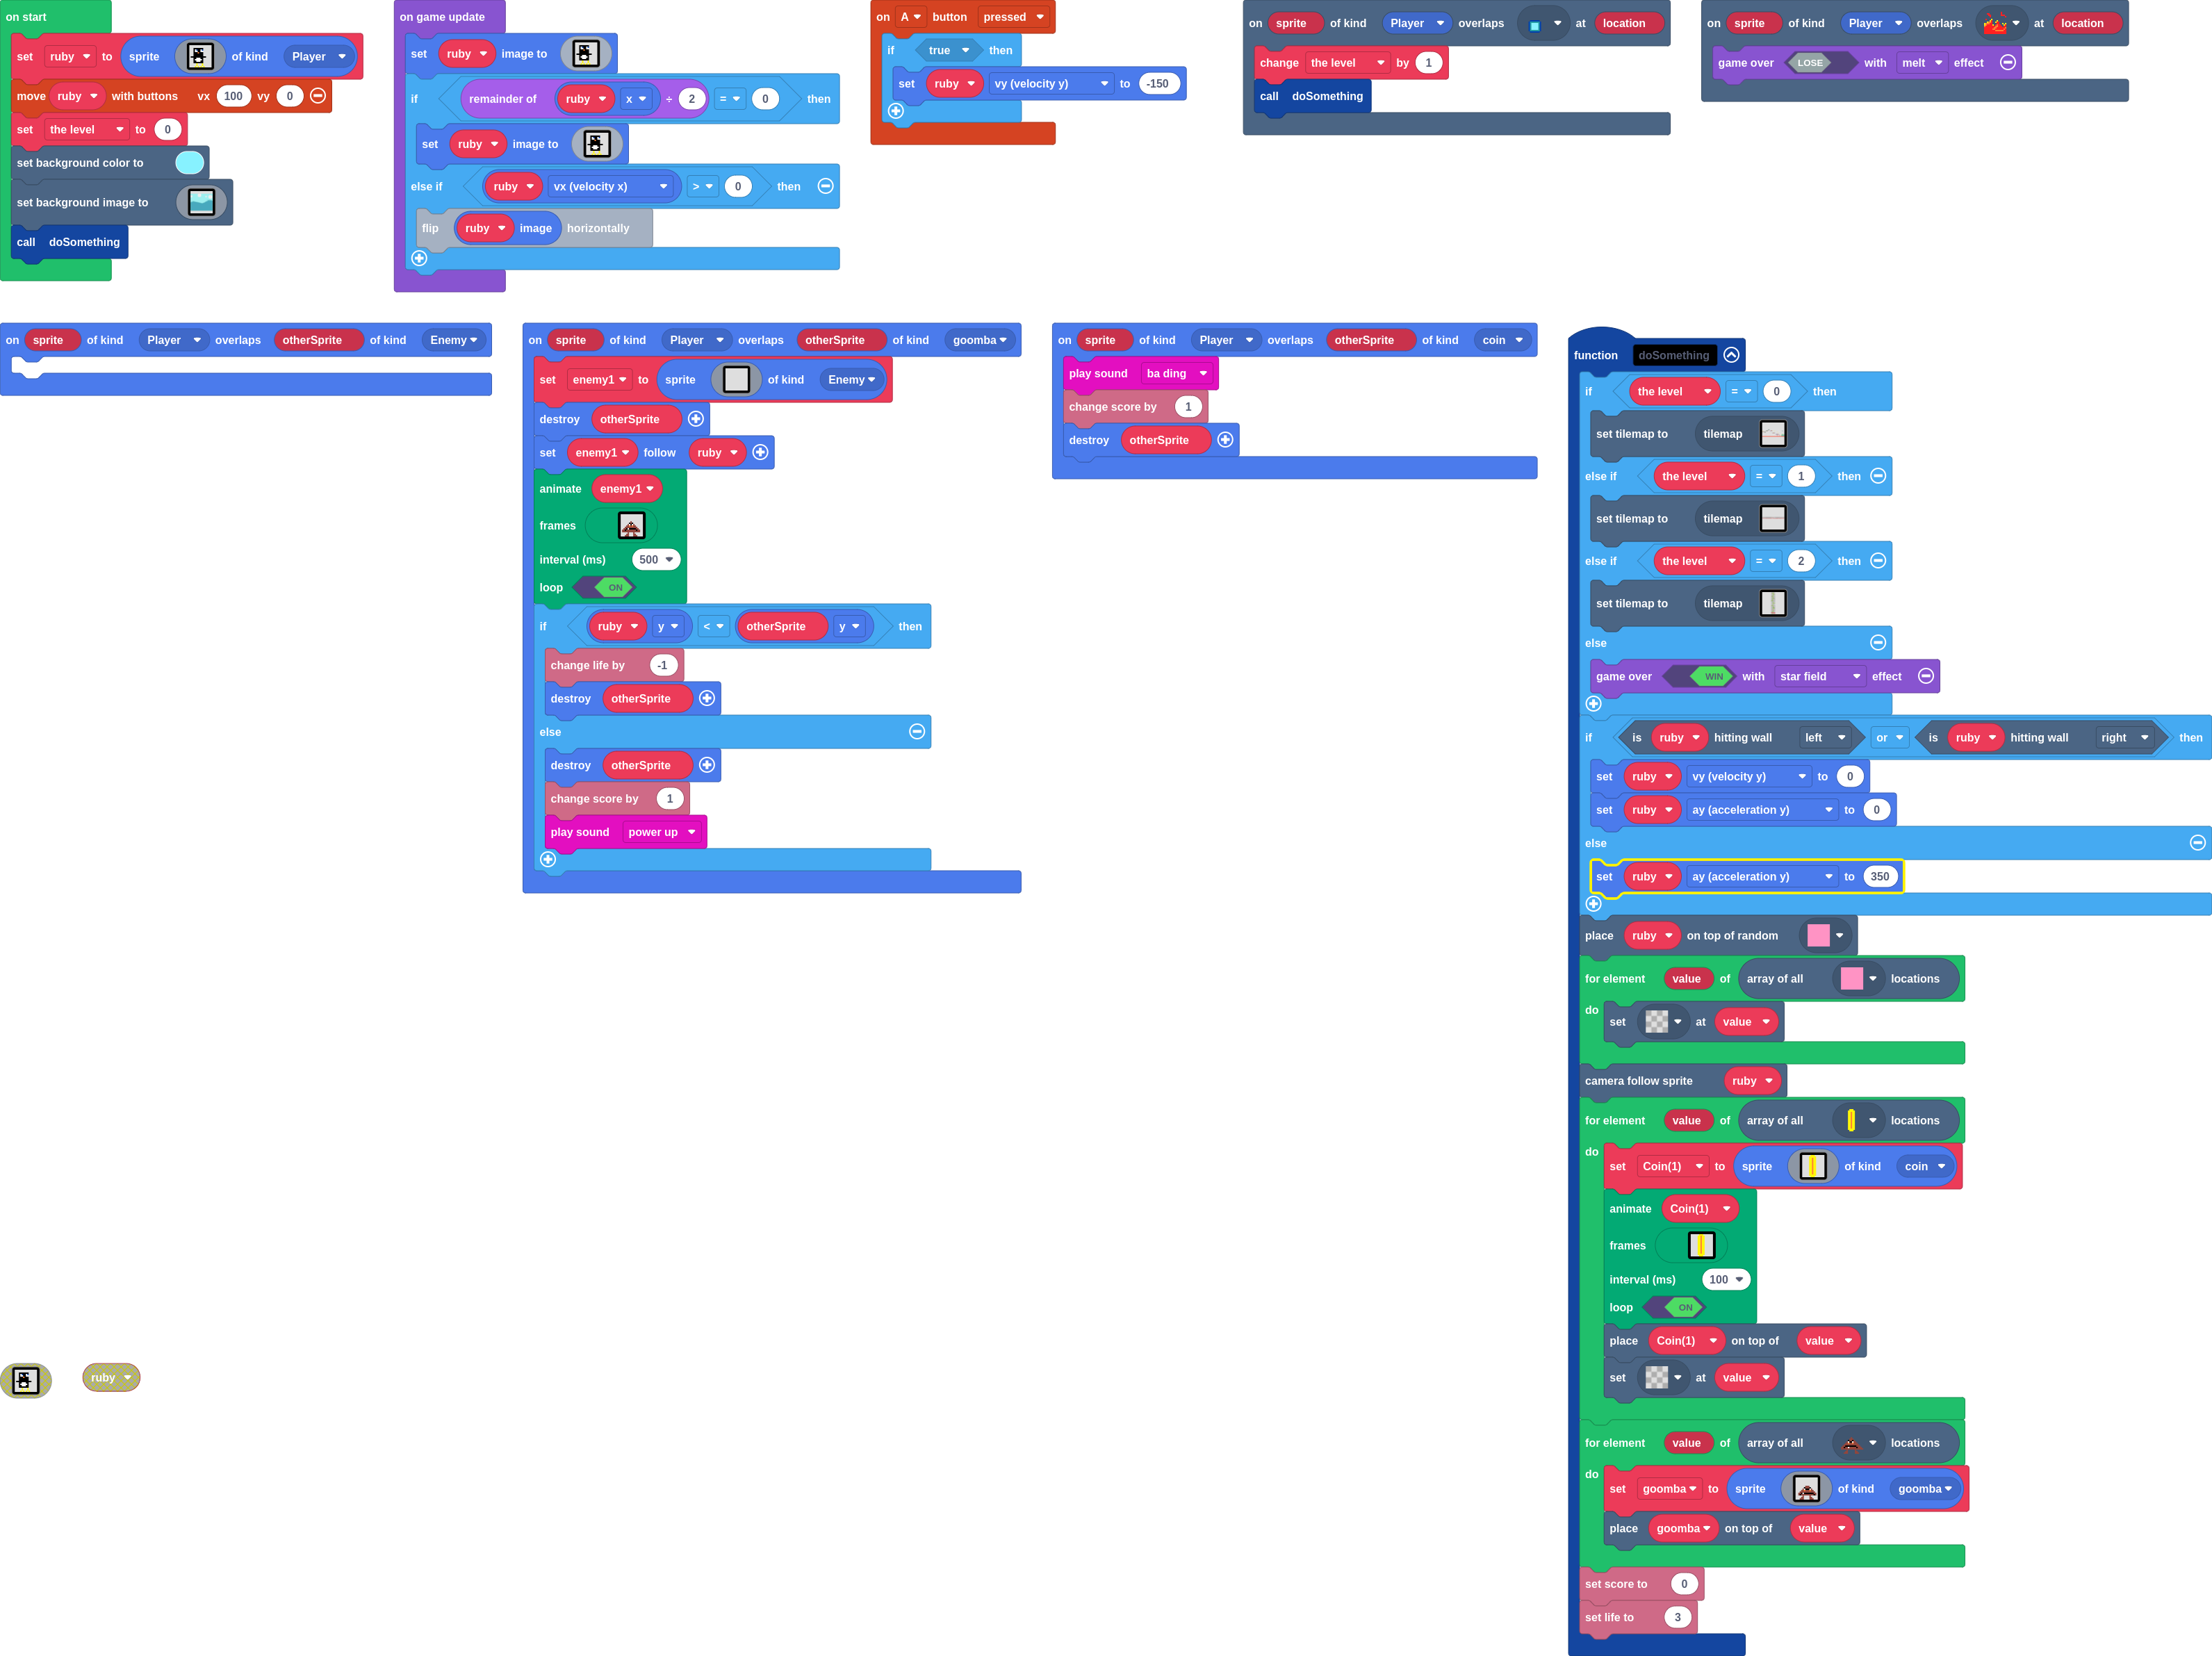 on start
set ruby to sprite of kind Player
move ruby with buttons vx 100 vy 0
set the level to 0
set background color to
set background image to
call doSomething
on game update
set ruby image to
if remainder of ruby x ÷ 2 = 0 then
set ruby image to
else if ruby vx (velocity x) > 0 then
flip ruby image horizontally
on A button pressed
if true then
set ruby vy (velocity y) to -150
on sprite of kind Player overlaps at location
change the level by 1
call doSomething
on sprite of kind Player overlaps at location
game over LOSE with melt effect
on sprite of kind Player overlaps otherSprite of kind Enemy
on sprite of kind Player overlaps otherSprite of kind goomba
set enemy1 to sprite of kind Enemy
destroy otherSprite
set enemy1 follow ruby
animate enemy1
frames
interval (ms) 500
loop ON
if ruby y < otherSprite y then
change life by -1
destroy otherSprite
else
destroy otherSprite
change score by 1
play sound power up
on sprite of kind Player overlaps otherSprite of kind coin
play sound ba ding
change score by 1
destroy otherSprite
function doSomething
if the level = 0 then
set tilemap to tilemap
else if the level = 1 then
set tilemap to tilemap
else if the level = 2 then
set tilemap to tilemap
else
game over WIN with star field effect
if is ruby hitting wall left or is ruby hitting wall right then
set ruby vy (velocity y) to 0
set ruby ay (acceleration y) to 0
else
set ruby ay (acceleration y) to 350
place ruby on top of random
for element value of array of all locations
do
set at value
camera follow sprite ruby
for element value of array of all locations
do
set Coin(1) to sprite of kind coin
animate Coin(1)
frames
interval (ms) 100
loop ON
place Coin(1) on top of value
set at value
for element value of array of all locations
do
set goomba to sprite of kind goomba
place goomba on top of value
set score to 0
set life to 3
ruby